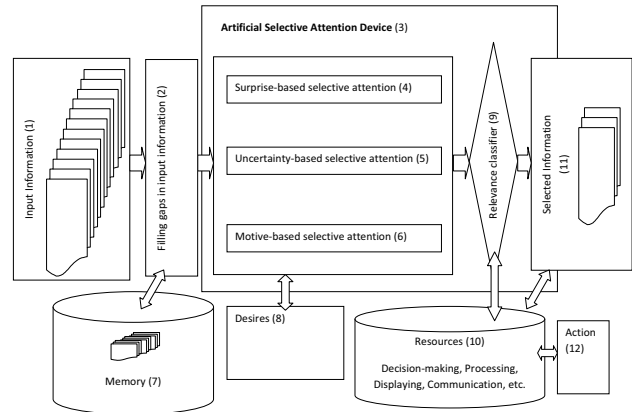 Artificial Selective Attention Device (3)
Input Information (1)
Filling gaps in input information (2)
Surprise-based selective attention (4)
Uncertainty-based selective attention (5)
Motive-based selective attention (6)
Relevance classifier (9)
Selected Information
(11)
Memory (7)
Desires (8)
Resources (10)
Decision-making, Processing,
Displaying, Communication, etc.
Action
(12)